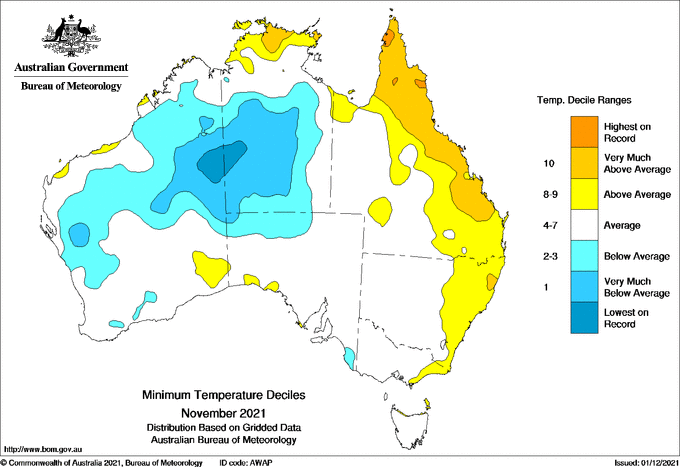 Australian Government
Bureau of Meteorology
Temp. Decile Ranges
Highest on
Record
10 Very Much
Above Average
8-9 Above Average
4-7 Average
2-3 Below Average
1 Very Much
Below Average
Lowest on
Record
Minimum Temperature Deciles
November 2021
Distribution Based on Gridded Data
Australian Bureau of Meteorology
http://www.bom.gov.au
© Commonwealth of Australia 2021, Bureau of Meteorology ID code: AWAP Issued: 01/12/2021